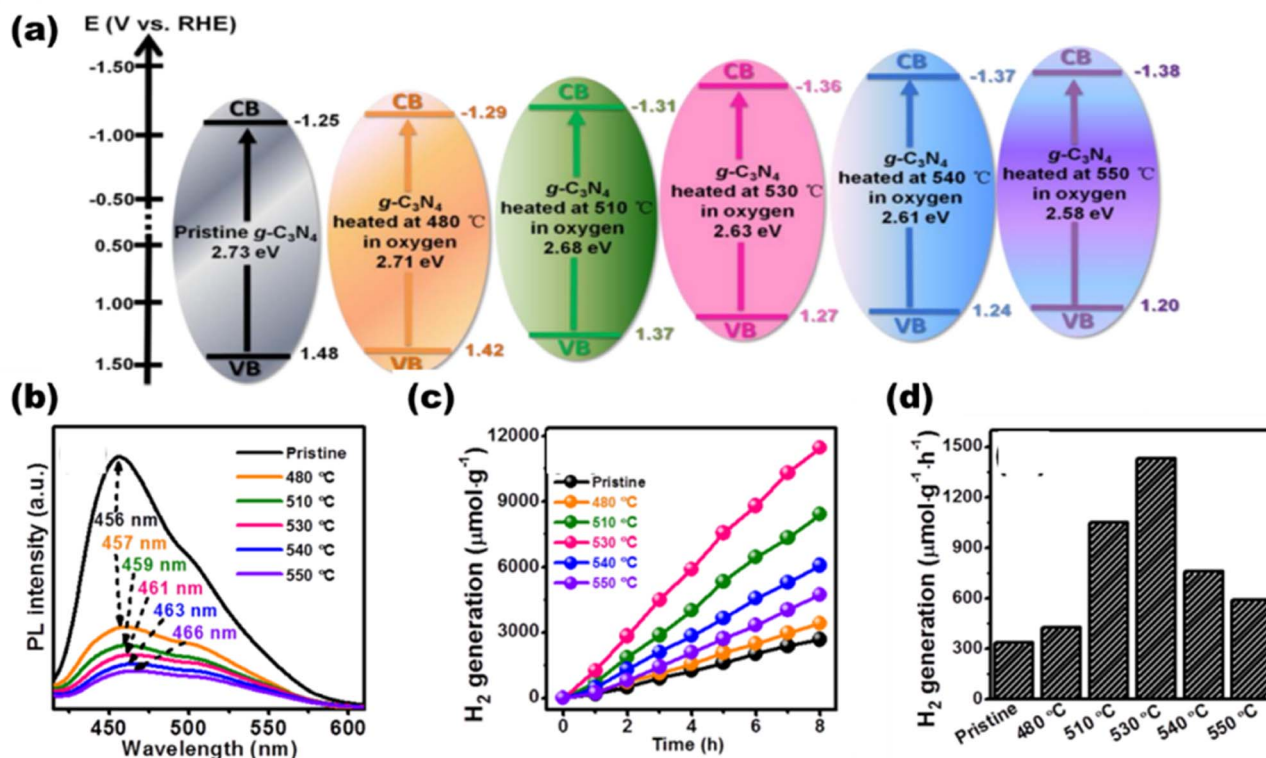 (a)
E (V vs. RHE)
-1.50
-1.00
-0.50
0.50
1.00
1.50
CB
-1.25
Pristine g-C₃N₄
2.73 eV
1.48
VB
CB
-1.29
g-C₃N₄
heated at 480 ℃
in oxygen
2.71 eV
1.42
VB
CB
-1.31
g-C₃N₄
heated at 510 ℃
in oxygen
2.68 eV
1.37
VB
CB
-1.36
g-C₃N₄
heated at 530 ℃
in oxygen
2.63 eV
1.27
VB
CB
-1.37
g-C₃N₄
heated at 540 ℃
in oxygen
2.61 eV
1.24
VB
CB
-1.38
g-C₃N₄
heated at 550 ℃
in oxygen
2.58 eV
1.20
VB
(b)
PL intensity (a.u.)
Pristine
480 °C
510 °C
530 °C
540 °C
550 °C
456 nm
457 nm
459 nm
461 nm
463 nm
466 nm
450 500 550 600
Wavelength (nm)
(c)
H₂ generation (μmol·g⁻¹)
12000
9000
6000
3000
0
Pristine
480 °C
510 °C
530 °C
540 °C
550 °C
0 2 4 6 8
Time (h)
(d)
H₂ generation (μmol·g⁻¹·h⁻¹)
1500
1200
900
600
300
0
Pristine
480 °C
510 °C
530 °C
540 °C
550 °C